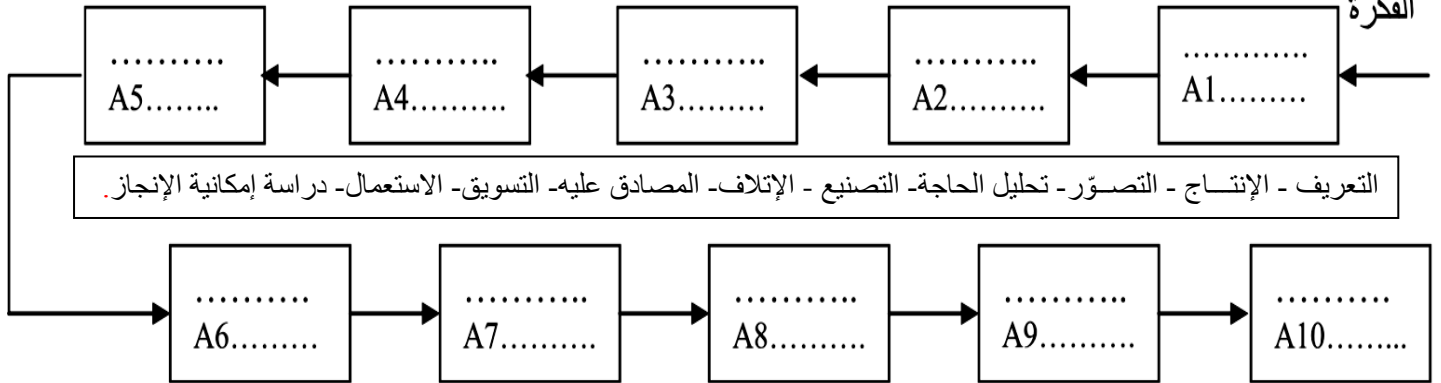 الفكرة
.............
A1.........
...........
A2..........
...........
A3.........
...........
A4..........
..........
A5........
التعريف - الإنتـــاج - التصــوّر - تحليل الحاجة- التصنيع - الإتلاف- المصادق عليه- التسويق- الاستعمال- دراسة إمكانية الإنجاز.
..........
A6.........
...........
A7..........
...........
A8..........
...........
A9..........
..........
A10........